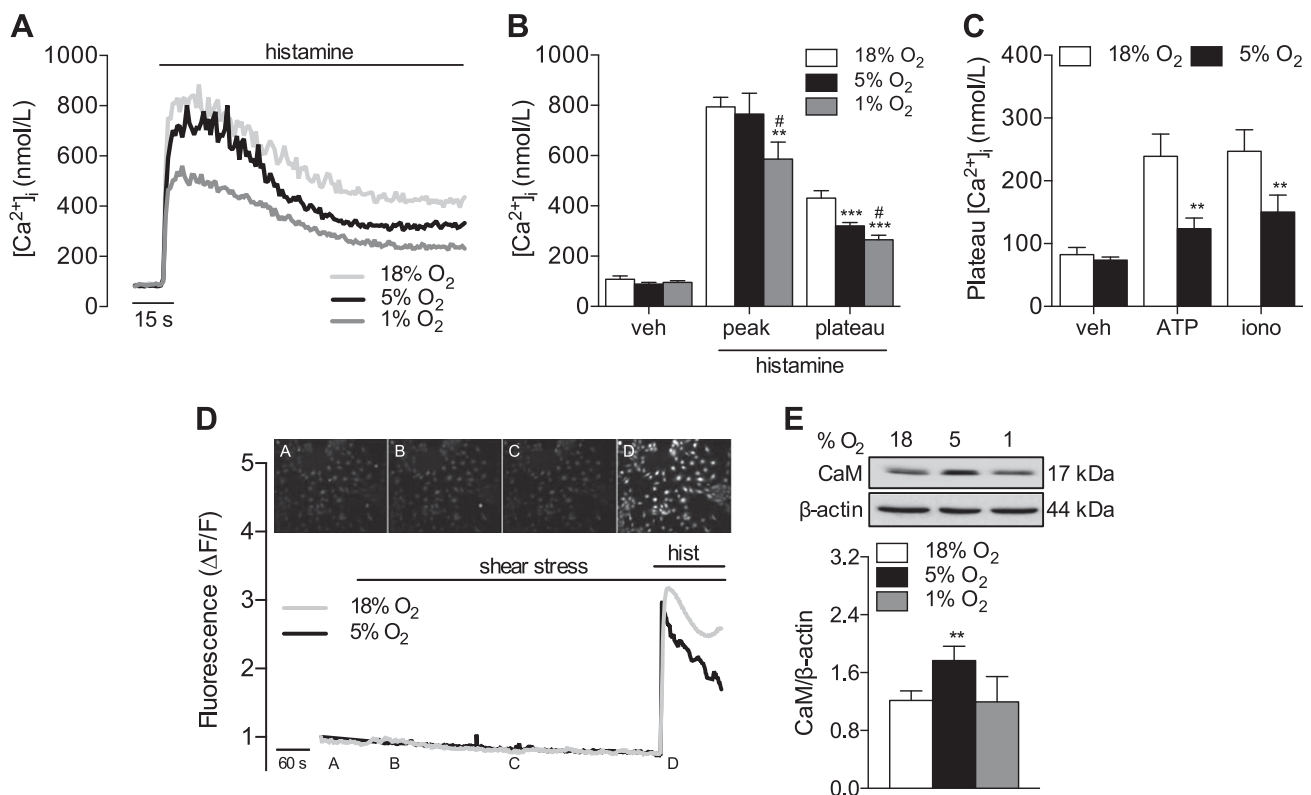 A
histamine
[Ca²⁺]ᵢ (nmol/L)
1000
800
600
400
200
0
15 s
18% O₂
5% O₂
1% O₂
B
[Ca²⁺]ᵢ (nmol/L)
1000
800
600
400
200
0
18% O₂
5% O₂
1% O₂
#
**
***
#
***
veh peak plateau
histamine
C
Plateau [Ca²⁺]ᵢ (nmol/L)
400
300
200
100
0
18% O₂ 5% O₂
**
**
veh ATP iono
D
Fluorescence (ΔF/F)
5
4
3
2
1
A B C D
hist
shear stress
18% O₂
5% O₂
60 s
A B C D
E
% O₂ 18 5 1
CaM 17 kDa
β-actin 44 kDa
CaM/β-actin
3.2
2.4
1.6
1.2
0.0
18% O₂
5% O₂
1% O₂
**